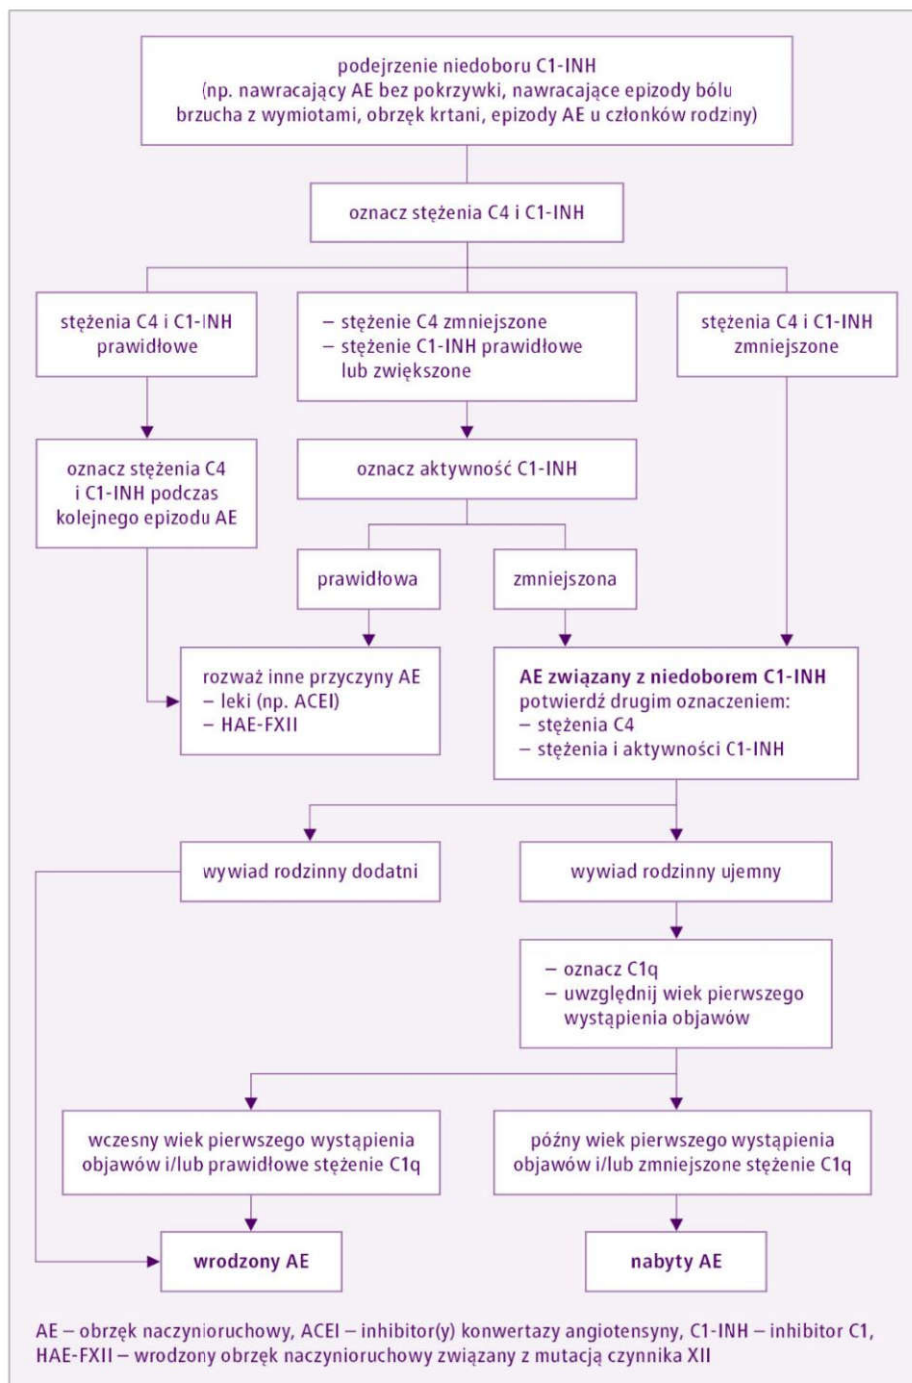 podejrzenie niedoboru C1-INH
(np. nawracający AE bez pokrzywki, nawracające epizody bólu
brzucha z wymiotami, obrzęk krtani, epizody AE u członków rodziny)
oznacz stężenia C4 i C1-INH
stężenia C4 i C1-INH
prawidłowe
– stężenie C4 zmniejszone
– stężenie C1-INH prawidłowe
lub zwiększone
stężenia C4 i C1-INH
zmniejszone
oznacz stężenia C4
i C1-INH podczas
kolejnego epizodu AE
oznacz aktywność C1-INH
prawidłowa
zmniejszona
rozważ inne przyczyny AE
– leki (np. ACEI)
– HAE-FXII
AE związany z niedoborem C1-INH
potwierdź drugim oznaczeniem:
– stężenia C4
– stężenia i aktywności C1-INH
wywiad rodzinny dodatni
wywiad rodzinny ujemny
– oznacz C1q
– uwzględnij wiek pierwszego
wystąpienia objawów
wczesny wiek pierwszego wystąpienia
objawów i/lub prawidłowe stężenie C1q
późny wiek pierwszego wystąpienia
objawów i/lub zmniejszone stężenie C1q
wrodzony AE
nabyty AE
AE – obrzęk naczynioruchowy, ACEI – inhibitor(y) konwertazy angiotensyny, C1-INH – inhibitor C1,
HAE-FXII – wrodzony obrzęk naczynioruchowy związany z mutacją czynnika XII